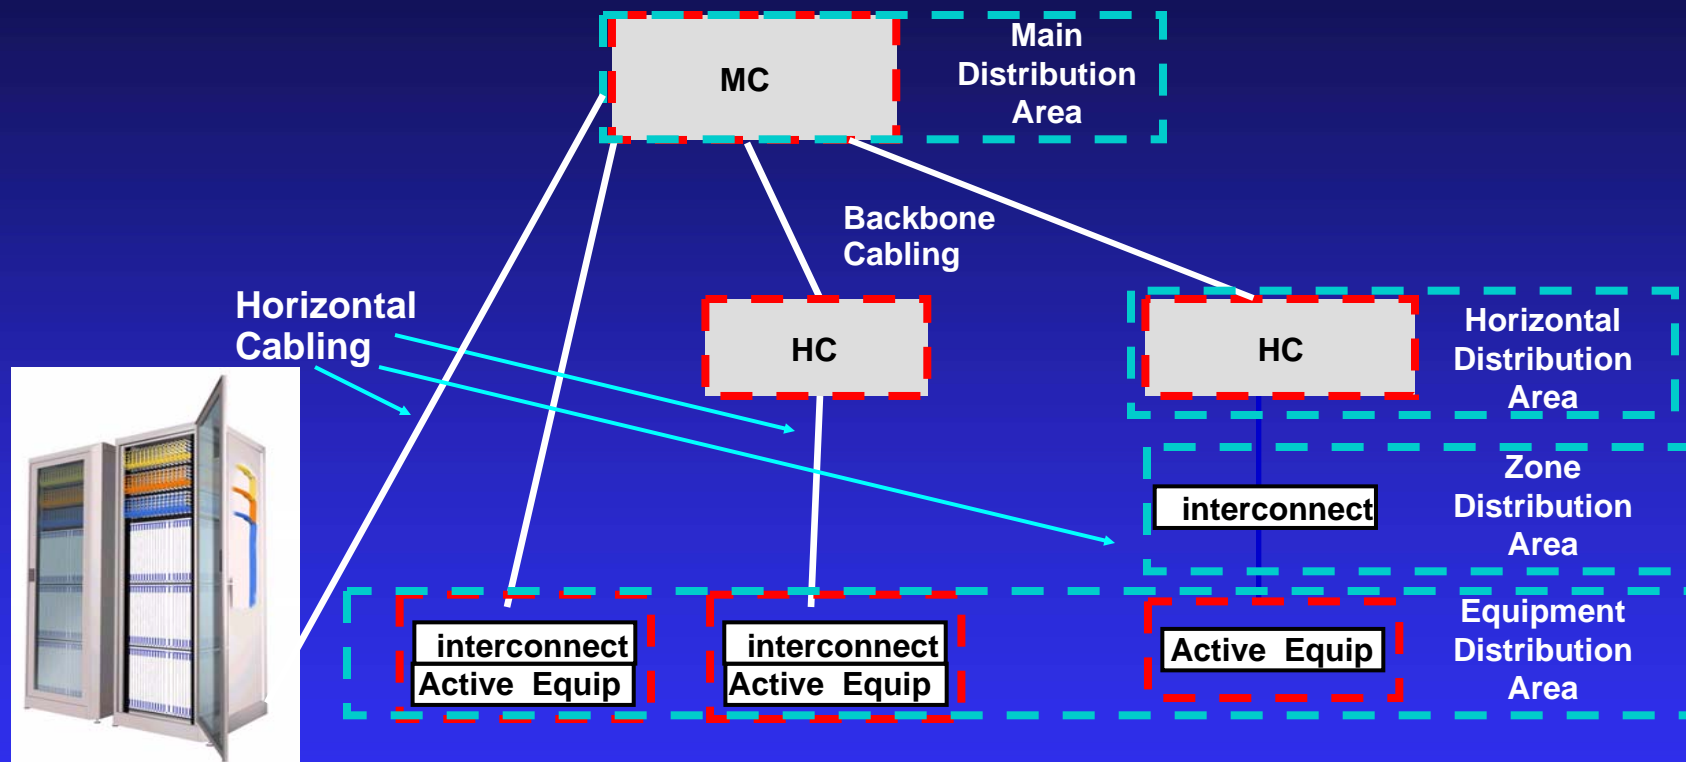 MC
Main
Distribution
Area
Backbone
Cabling
Horizontal
Cabling
HC
HC
Horizontal
Distribution
Area
interconnect
Zone
Distribution
Area
interconnect
Active Equip
interconnect
Active Equip
Active Equip
Equipment
Distribution
Area